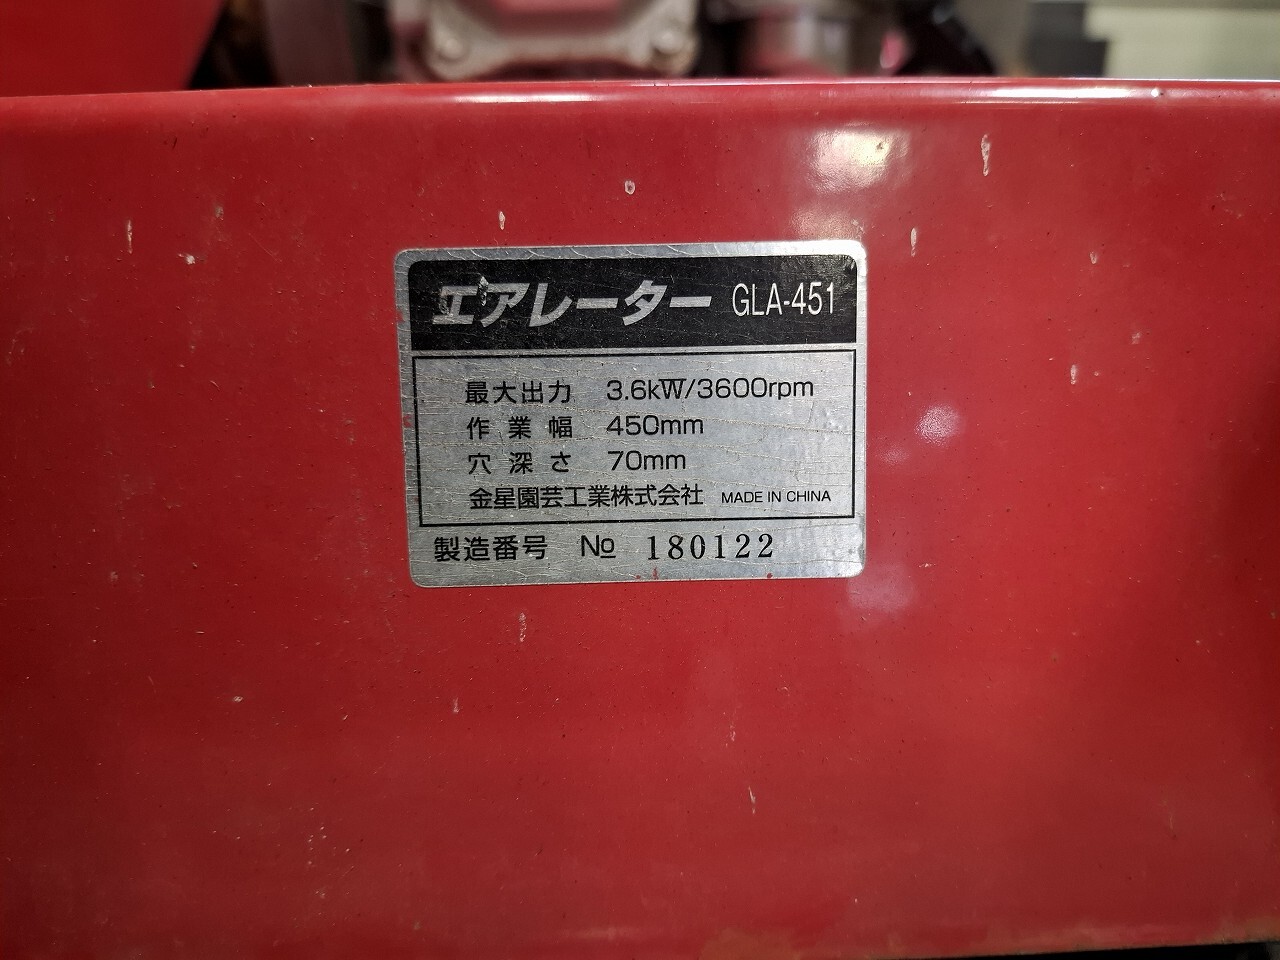 エアレーター GLA-451
最大出力 3.6kW/3600rpm
作業幅 450mm
穴深さ 70mm
金星園芸工業株式会社 MADE IN CHINA
製造番号 № 180122